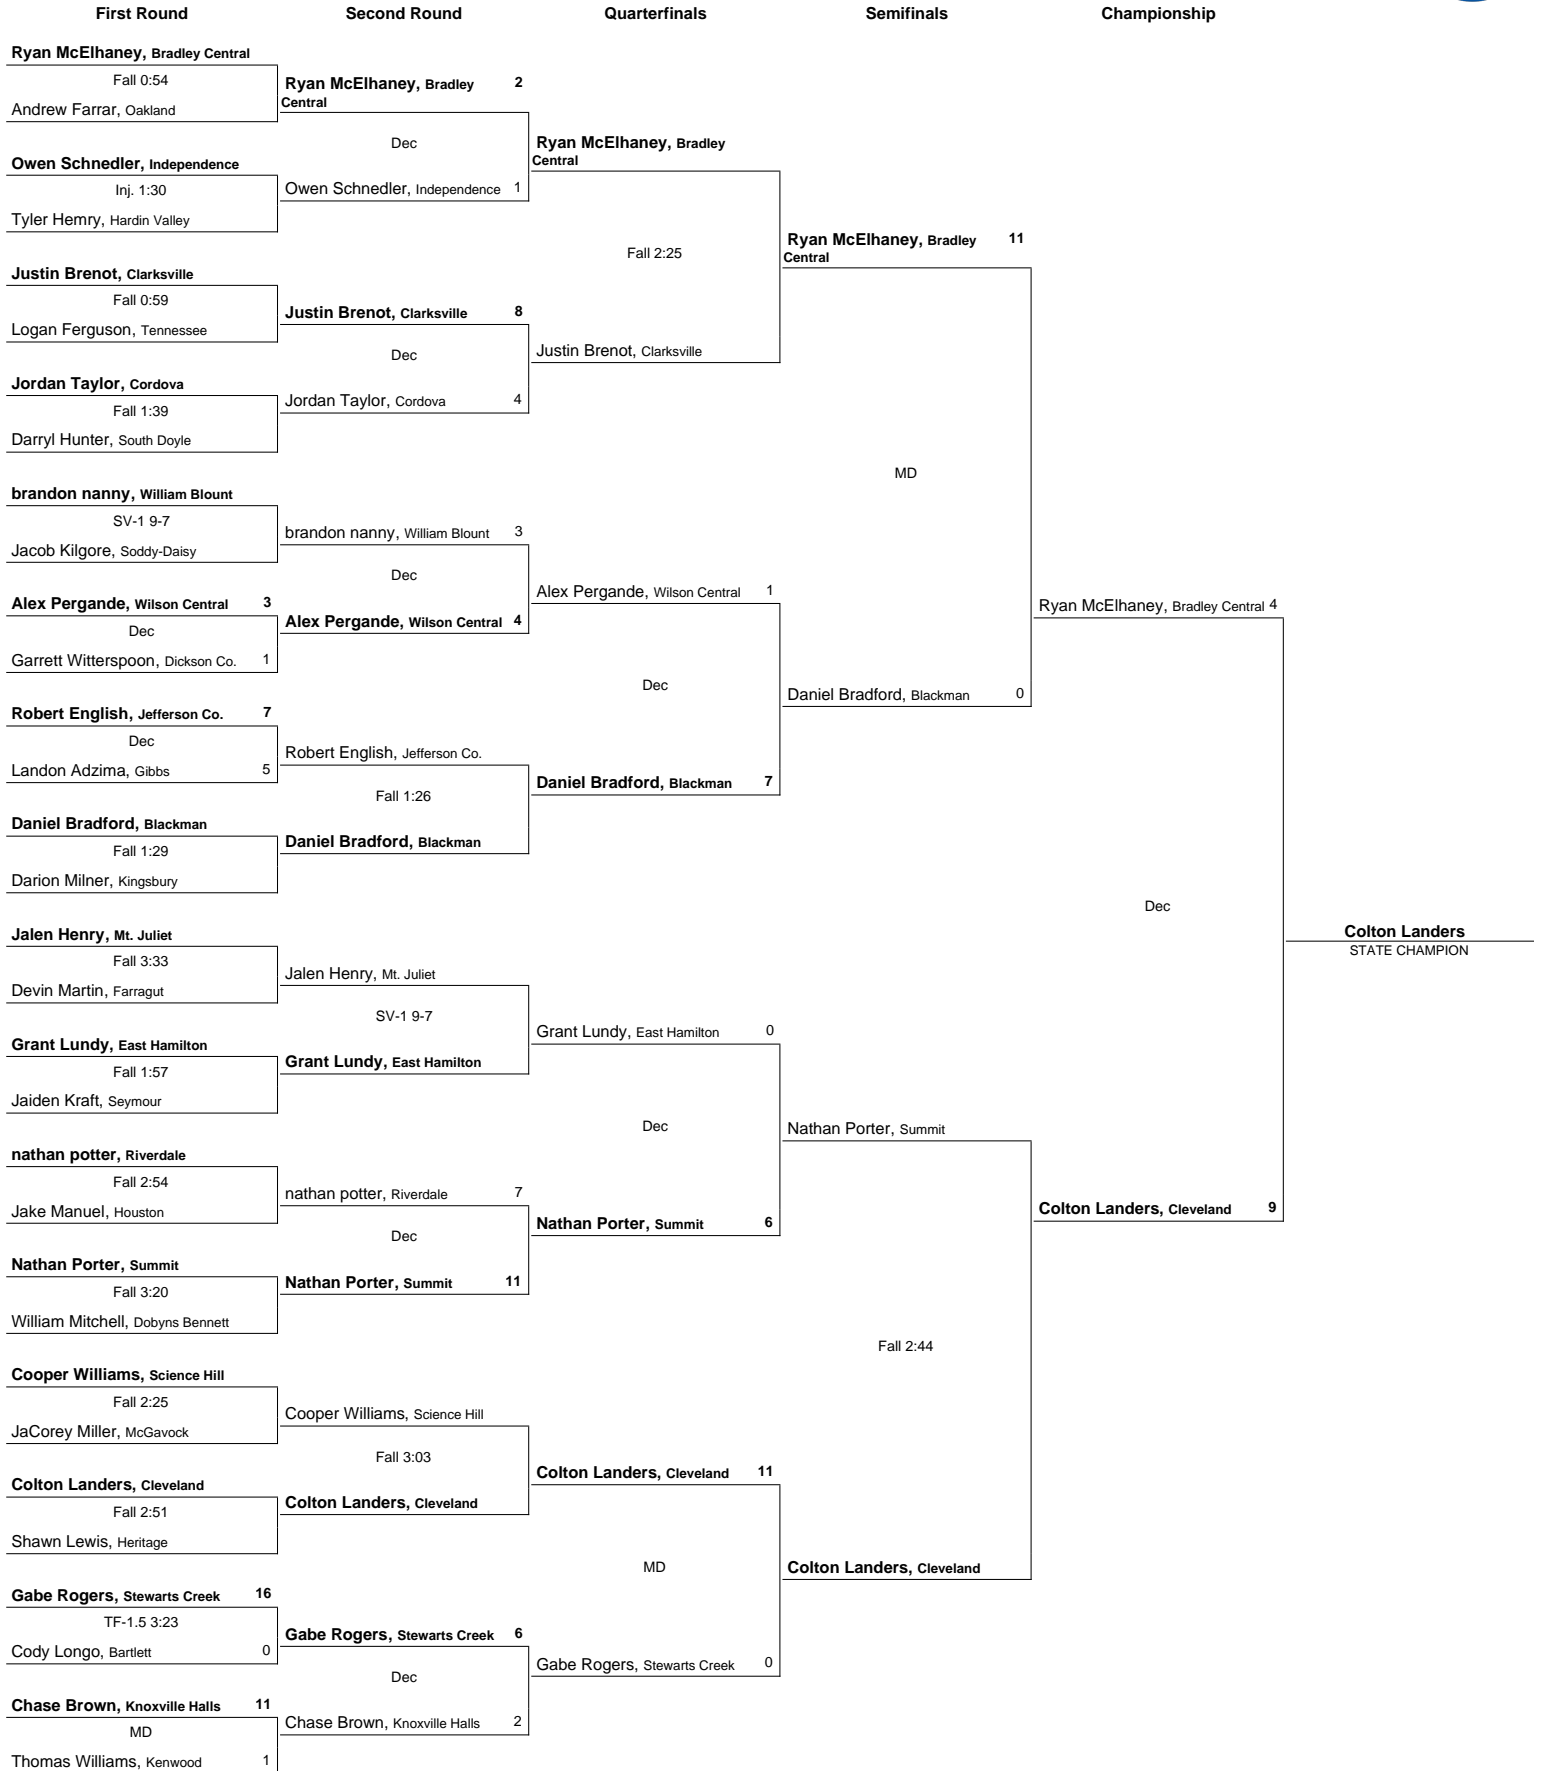 First Round
Second Round
Quarterfinals
Semifinals
Championship
Ryan McElhaney, Bradley Central
Fall 0:54
Andrew Farrar, Oakland
Owen Schnedler, Independence
Inj. 1:30
Tyler Hemry, Hardin Valley
Justin Brenot, Clarksville
Fall 0:59
Logan Ferguson, Tennessee
Jordan Taylor, Cordova
Fall 1:39
Darryl Hunter, South Doyle
brandon nanny, William Blount
SV-1 9-7
Jacob Kilgore, Soddy-Daisy
Alex Pergande, Wilson Central 3
Dec
Garrett Witterspoon, Dickson Co. 1
Robert English, Jefferson Co. 7
Dec
Landon Adzima, Gibbs 5
Daniel Bradford, Blackman
Fall 1:29
Darion Milner, Kingsbury
Jalen Henry, Mt. Juliet
Fall 3:33
Devin Martin, Farragut
Grant Lundy, East Hamilton
Fall 1:57
Jaiden Kraft, Seymour
nathan potter, Riverdale
Fall 2:54
Jake Manuel, Houston
Nathan Porter, Summit
Fall 3:20
William Mitchell, Dobyns Bennett
Cooper Williams, Science Hill
Fall 2:25
JaCorey Miller, McGavock
Colton Landers, Cleveland
Fall 2:51
Shawn Lewis, Heritage
Gabe Rogers, Stewarts Creek 16
TF-1.5 3:23
Cody Longo, Bartlett 0
Chase Brown, Knoxville Halls 11
MD
Thomas Williams, Kenwood 1
Ryan McElhaney, Bradley 2
Central
Dec
Owen Schnedler, Independence 1
Justin Brenot, Clarksville 8
Dec
Jordan Taylor, Cordova 4
brandon nanny, William Blount 3
Dec
Alex Pergande, Wilson Central 4
Robert English, Jefferson Co.
Fall 1:26
Daniel Bradford, Blackman
Jalen Henry, Mt. Juliet
SV-1 9-7
Grant Lundy, East Hamilton
nathan potter, Riverdale 7
Dec
Nathan Porter, Summit 11
Cooper Williams, Science Hill
Fall 3:03
Colton Landers, Cleveland
Gabe Rogers, Stewarts Creek 6
Dec
Chase Brown, Knoxville Halls 2
Ryan McElhaney, Bradley
Central
Fall 2:25
Justin Brenot, Clarksville
Alex Pergande, Wilson Central 1
Dec
Daniel Bradford, Blackman 7
Grant Lundy, East Hamilton 0
Dec
Nathan Porter, Summit 6
Colton Landers, Cleveland 11
MD
Gabe Rogers, Stewarts Creek 0
Ryan McElhaney, Bradley 11
Central
MD
Daniel Bradford, Blackman 0
Nathan Porter, Summit
Fall 2:44
Colton Landers, Cleveland
Ryan McElhaney, Bradley Central 4
Dec
Colton Landers, Cleveland 9
Colton Landers
STATE CHAMPION